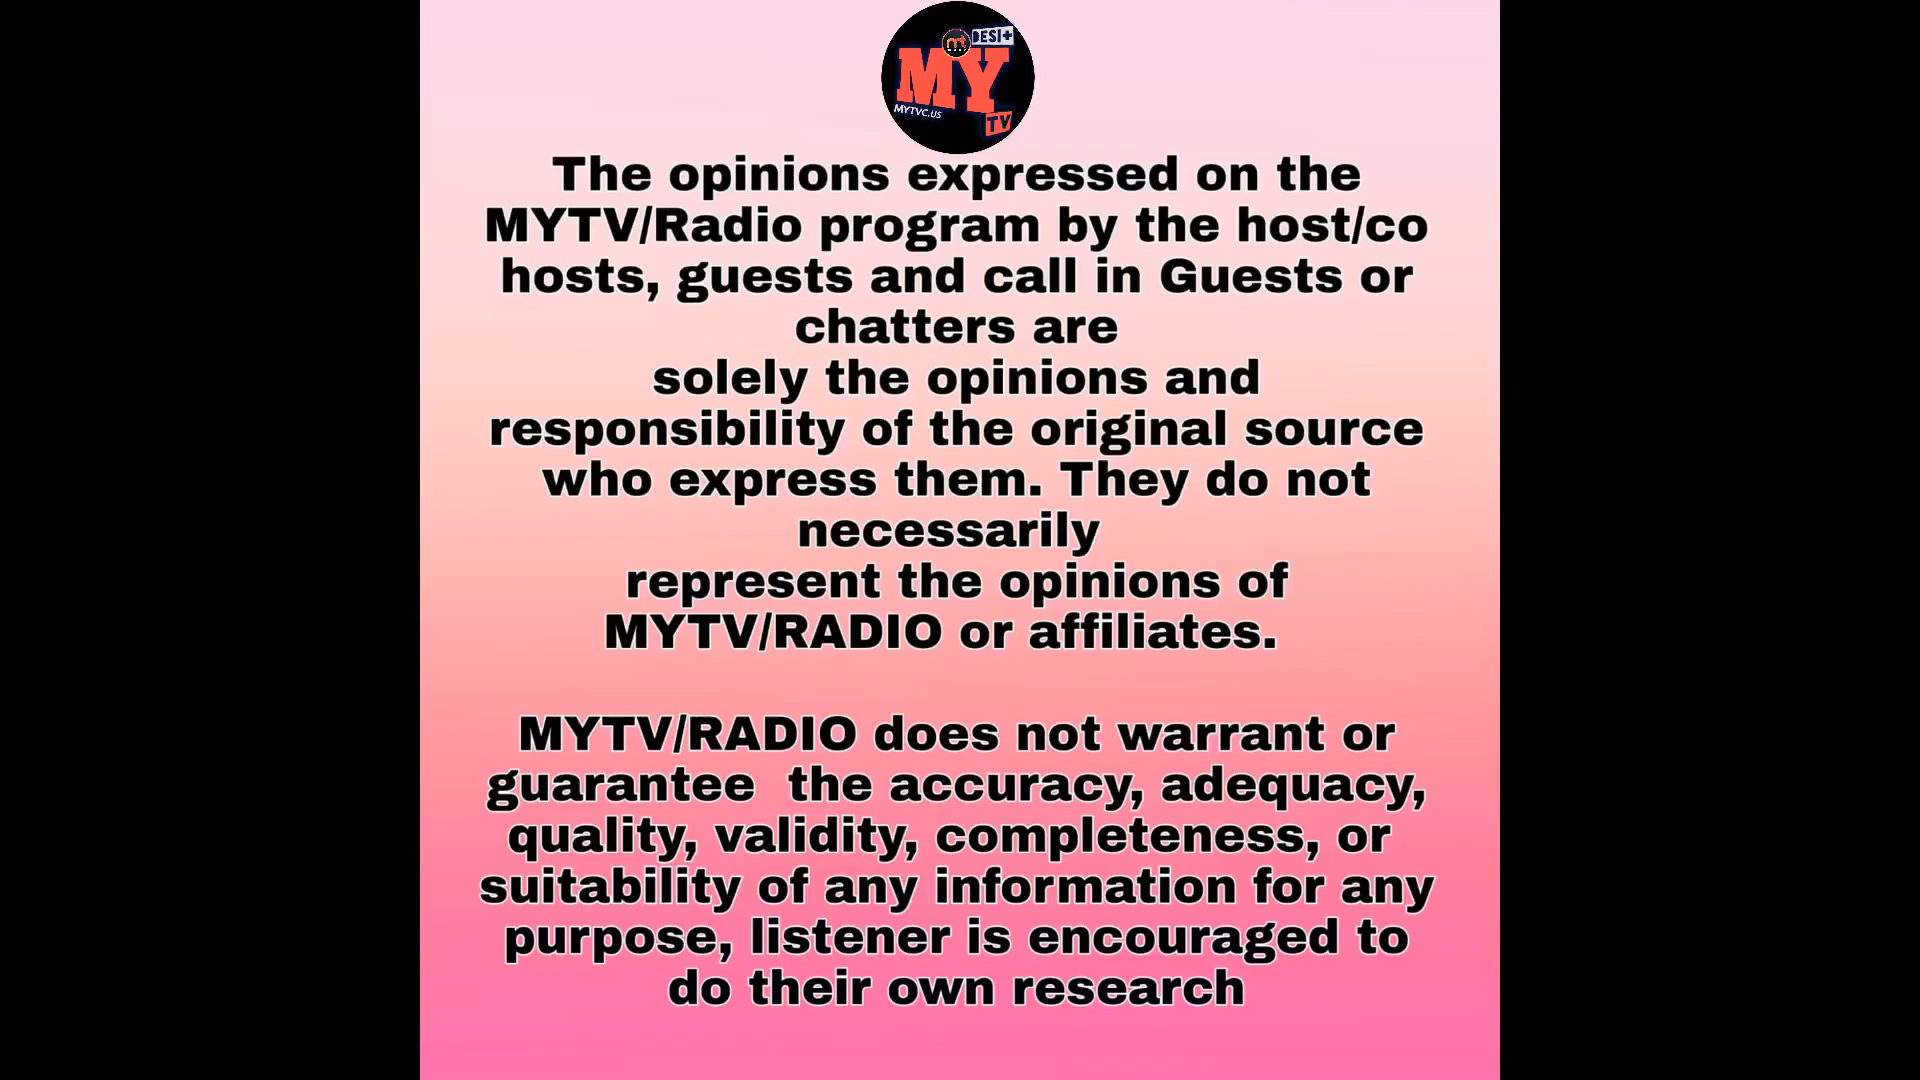 DESI+
mt
MY
MYTVC.US
TV
The opinions expressed on the
MYTV/Radio program by the host/co
hosts, guests and call in Guests or
chatters are
solely the opinions and
responsibility of the original source
who express them. They do not
necessarily
represent the opinions of
MYTV/RADIO or affiliates.
MYTV/RADIO does not warrant or
guarantee  the accuracy, adequacy,
quality, validity, completeness, or
suitability of any information for any
purpose, listener is encouraged to
do their own research